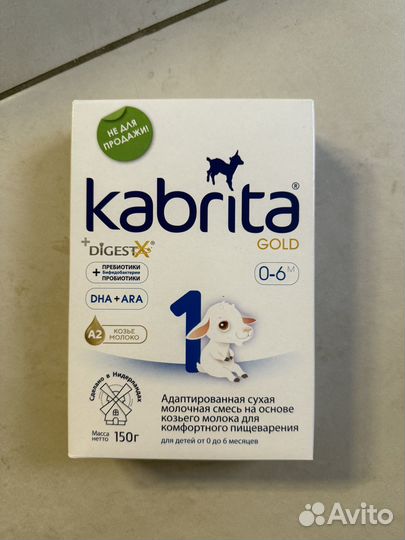 НЕ ДЛЯ
ПРОДАЖИ!
kabrita®
GOLD
+DIGESTX®
0-6 М
+ ПРЕБИОТИКИ
бифидобактерии
ПРОБИОТИКИ
DHA + ARA
1
A2 КОЗЬЕ
МОЛОКО
Сделано в Нидерландах
Адаптированная сухая
молочная смесь на основе
козьего молока для
комфортного пищеварения
для детей от 0 до 6 месяцев
Масса
нетто 150г
Avito